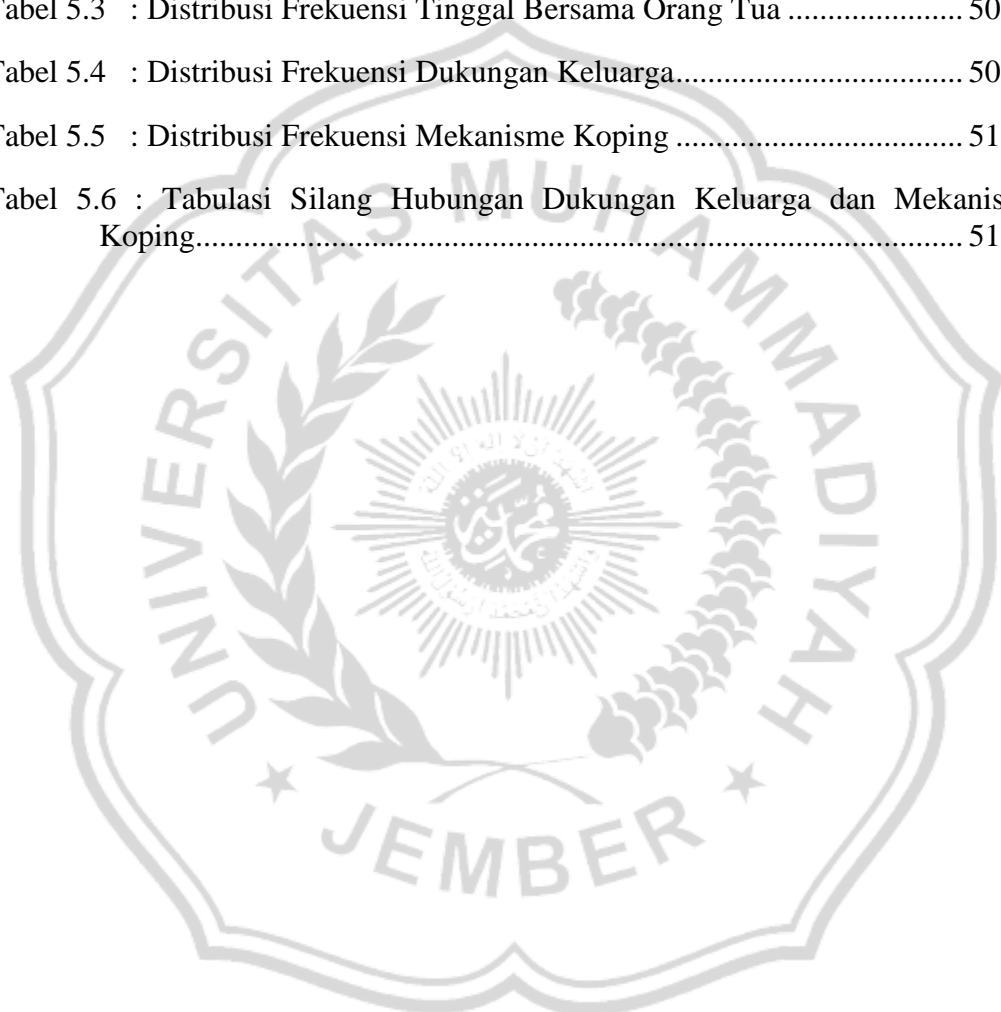 Tabel 5.3 : Distribusi Frekuensi Tinggal Bersama Orang Tua ...................... 50
Tabel 5.4 : Distribusi Frekuensi Dukungan Keluarga.................................... 50
Tabel 5.5 : Distribusi Frekuensi Mekanisme Koping .................................... 51
Tabel 5.6 : Tabulasi Silang Hubungan Dukungan Keluarga dan Mekanis
Koping................................................................................................ 51
UNIVERSITAS MUHAMMADIYAH
JEMBER